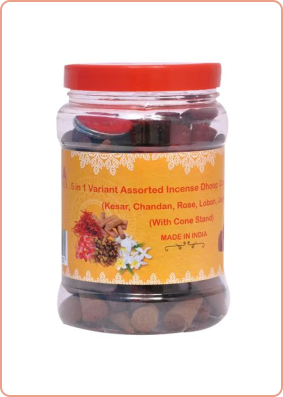 5 in 1 Variant Assorted Incense Dhoop
(Kesar, Chandan, Rose, Loban,
(With Cone Stand)
MADE IN INDIA